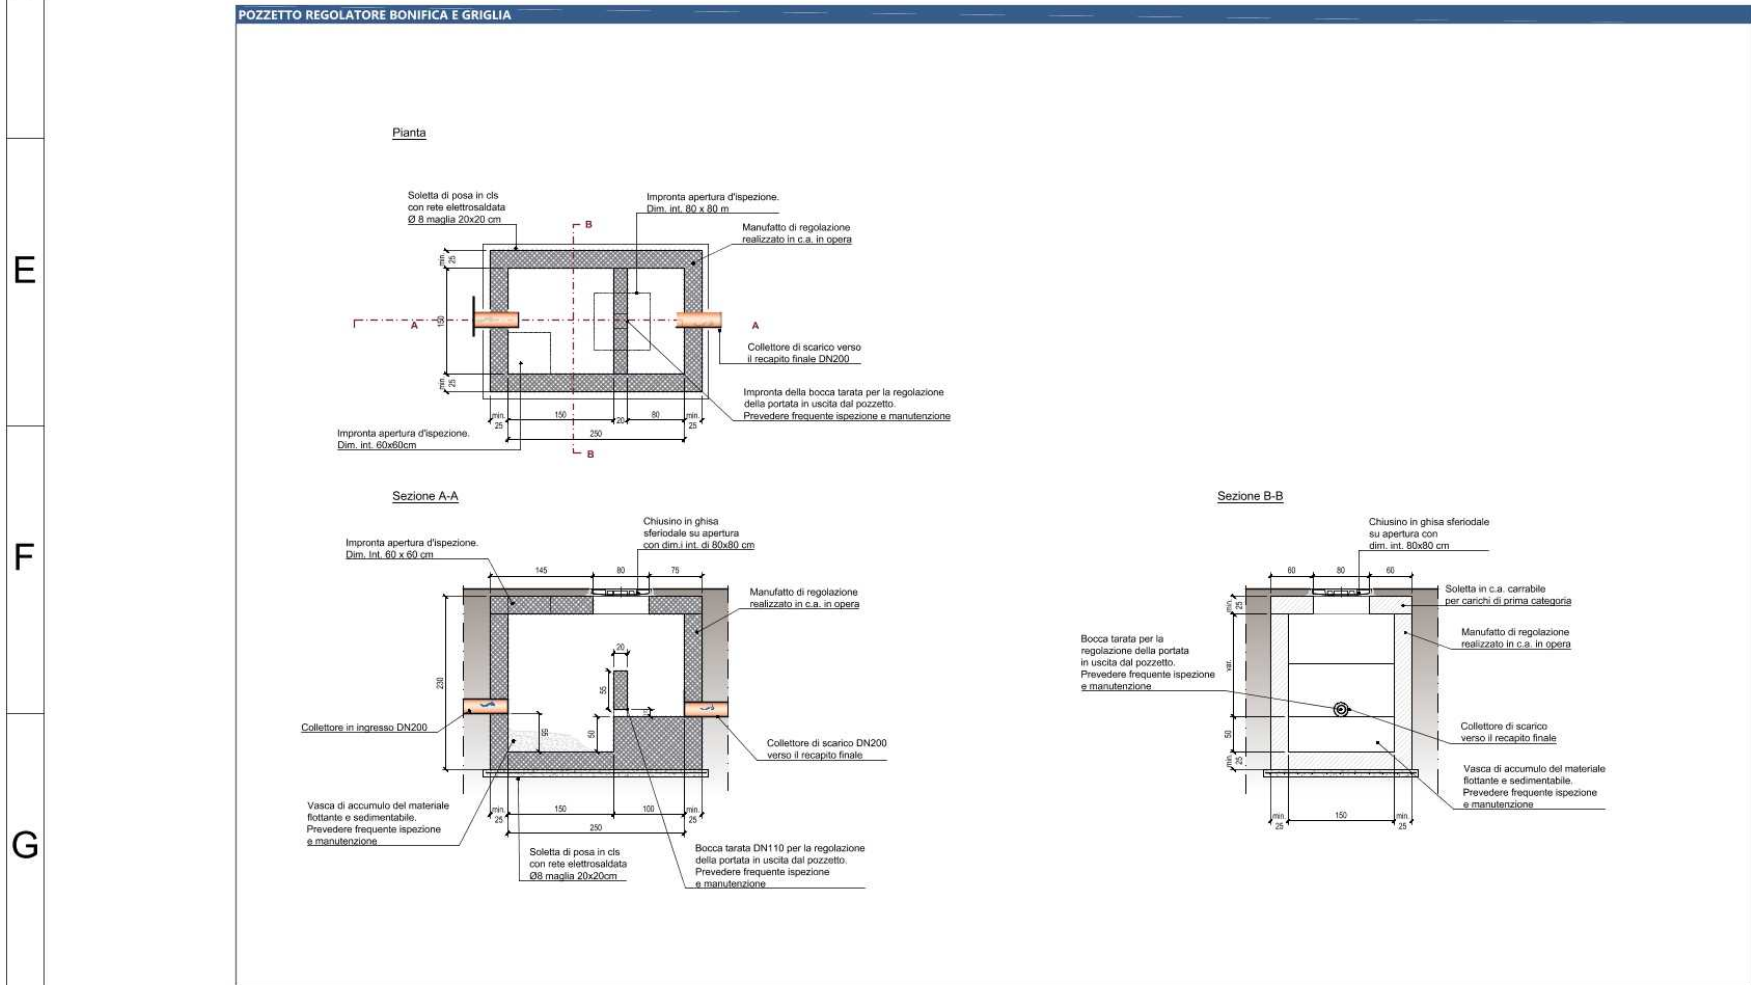 POZZETTO REGOLATORE BONIFICA E GRIGLIA
E
F
G
Pianta
Soletta di posa in cls
con rete elettrosaldata
Ø 8 maglia 20x20 cm
Impronta apertura d'ispezione.
Dim. int. 80 x 80 m
Manufatto di regolazione
realizzato in c.a. in opera
B
min.
25
150
A
A
Collettore di scarico verso
il recapito finale DN200
min.
25
Impronta della bocca tarata per la regolazione
della portata in uscita dal pozzetto.
Prevedere frequente ispezione e manutenzione
min.
25
150
20
80
min.
25
250
Impronta apertura d'ispezione.
Dim. int. 60x60cm
B
Sezione A-A
Chiusino in ghisa
sferiodale su apertura
con dim.i int. di 80x80 cm
Impronta apertura d'ispezione.
Dim. Int. 60 x 60 cm
145
80
75
Manufatto di regolazione
realizzato in c.a. in opera
20
55
230
Collettore in ingresso DN200
55
50
Collettore di scarico DN200
verso il recapito finale
Vasca di accumulo del materiale
flottante e sedimentabile.
Prevedere frequente ispezione
e manutenzione
min.
25
150
100
min.
25
250
Soletta di posa in cls
con rete elettrosaldata
Ø8 maglia 20x20cm
Bocca tarata DN110 per la regolazione
della portata in uscita dal pozzetto.
Prevedere frequente ispezione
e manutenzione
Sezione B-B
Chiusino in ghisa sferiodale
su apertura con
dim. int. 80x80 cm
60
80
60
Soletta in c.a. carrabile
per carichi di prima categoria
min.
25
Manufatto di regolazione
realizzato in c.a. in opera
Bocca tarata per la
regolazione della portata
in uscita dal pozzetto.
Prevedere frequente ispezione
e manutenzione
var.
50
min.
25
Collettore di scarico
verso il recapito finale
Vasca di accumulo del materiale
flottante e sedimentabile.
Prevedere frequente ispezione
e manutenzione
min.
25
150
min.
25